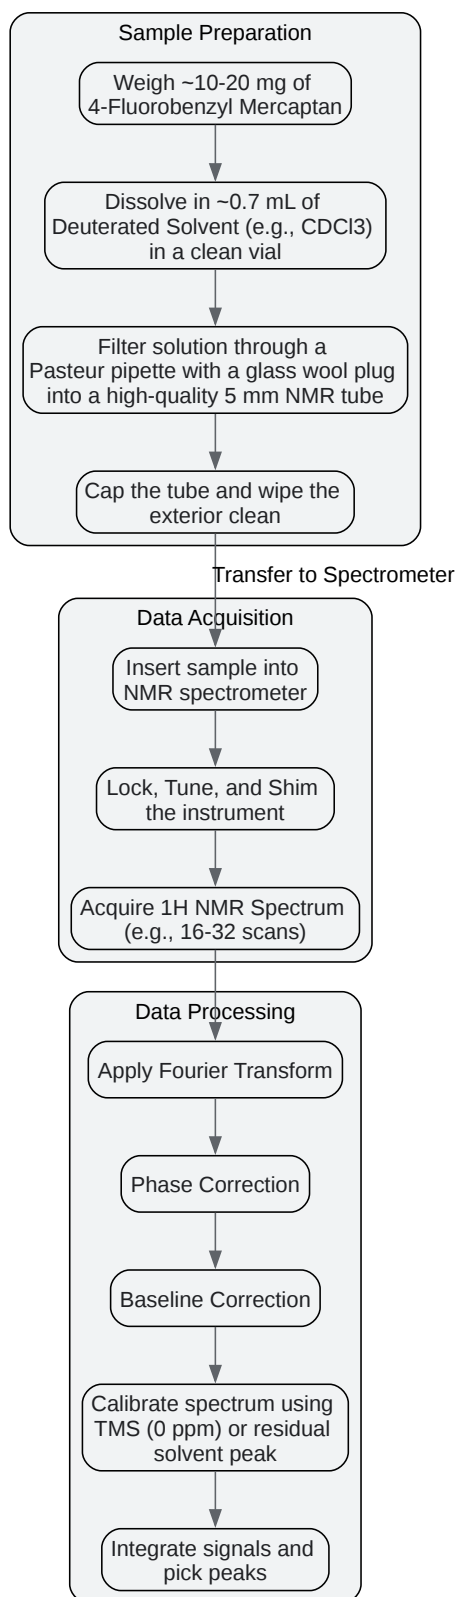 Sample Preparation
Weigh ~10-20 mg of
4-Fluorobenzyl Mercaptan
Dissolve in ~0.7 mL of
Deuterated Solvent (e.g., CDCl3)
in a clean vial
Filter solution through a
Pasteur pipette with a glass wool plug
into a high-quality 5 mm NMR tube
Cap the tube and wipe the
exterior clean
Transfer to Spectrometer
Data Acquisition
Insert sample into
NMR spectrometer
Lock, Tune, and Shim
the instrument
Acquire 1H NMR Spectrum
(e.g., 16-32 scans)
Data Processing
Apply Fourier Transform
Phase Correction
Baseline Correction
Calibrate spectrum using
TMS (0 ppm) or residual
solvent peak
Integrate signals and
pick peaks